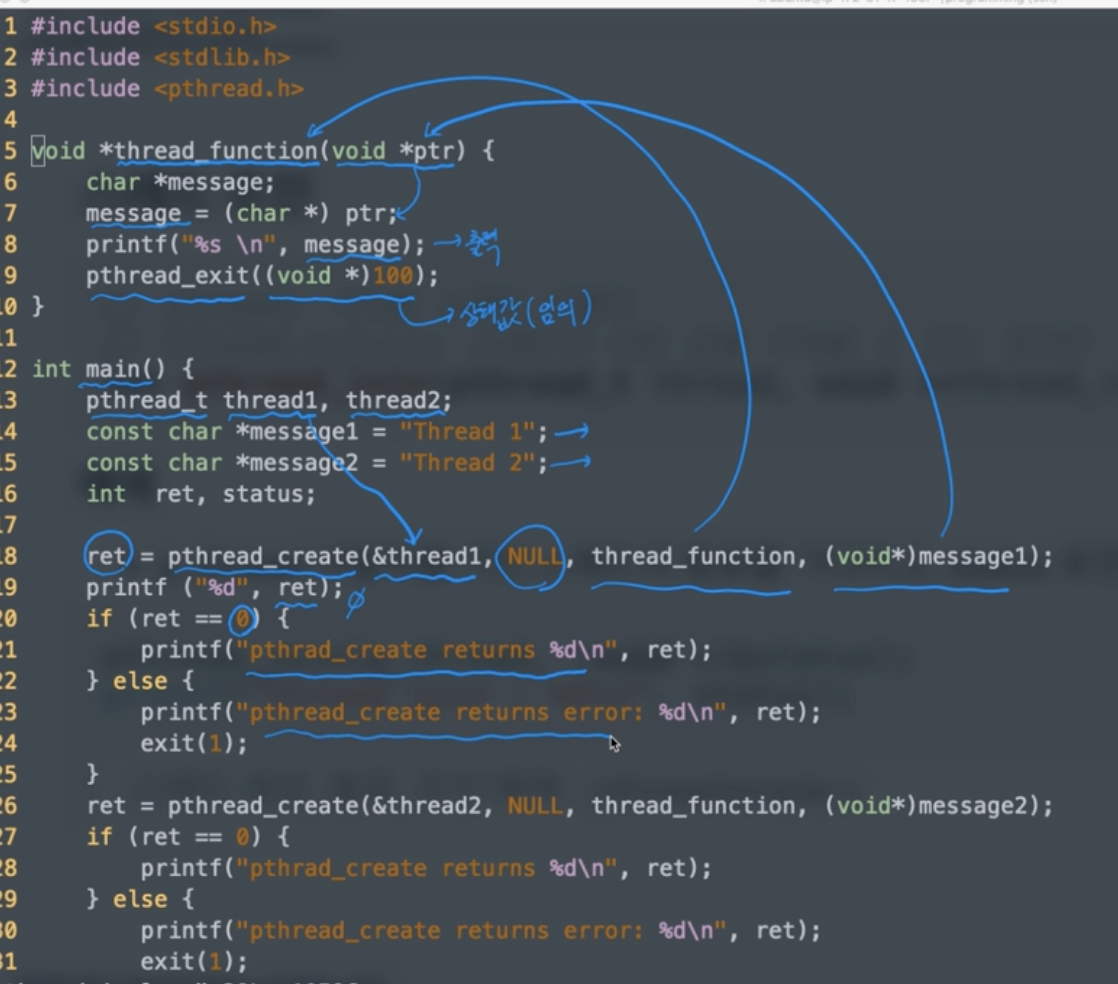 1 #include <stdio.h>
2 #include <stdlib.h>
3 #include <pthread.h>
4
5 void *thread_function(void *ptr) {
6 char *message;
7 message = (char *) ptr;
8 printf("%s \n", message); → 출력
9 pthread_exit((void *)100);
10 } → 상태값(임의)
11
12 int main() {
13 pthread_t thread1, thread2;
14 const char *message1 = "Thread 1"; →
15 const char *message2 = "Thread 2"; →
16 int ret, status;
17
18 ret = pthread_create(&thread1, NULL, thread_function, (void*)message1);
19 printf ("%d", ret);
20 if (ret == 0) {
21 printf("pthrad_create returns %d\n", ret);
22 } else {
23 printf("pthread_create returns error: %d\n", ret);
24 exit(1);
25 }
26 ret = pthread_create(&thread2, NULL, thread_function, (void*)message2);
27 if (ret == 0) {
28 printf("pthrad_create returns %d\n", ret);
29 } else {
30 printf("pthread_create returns error: %d\n", ret);
31 exit(1);